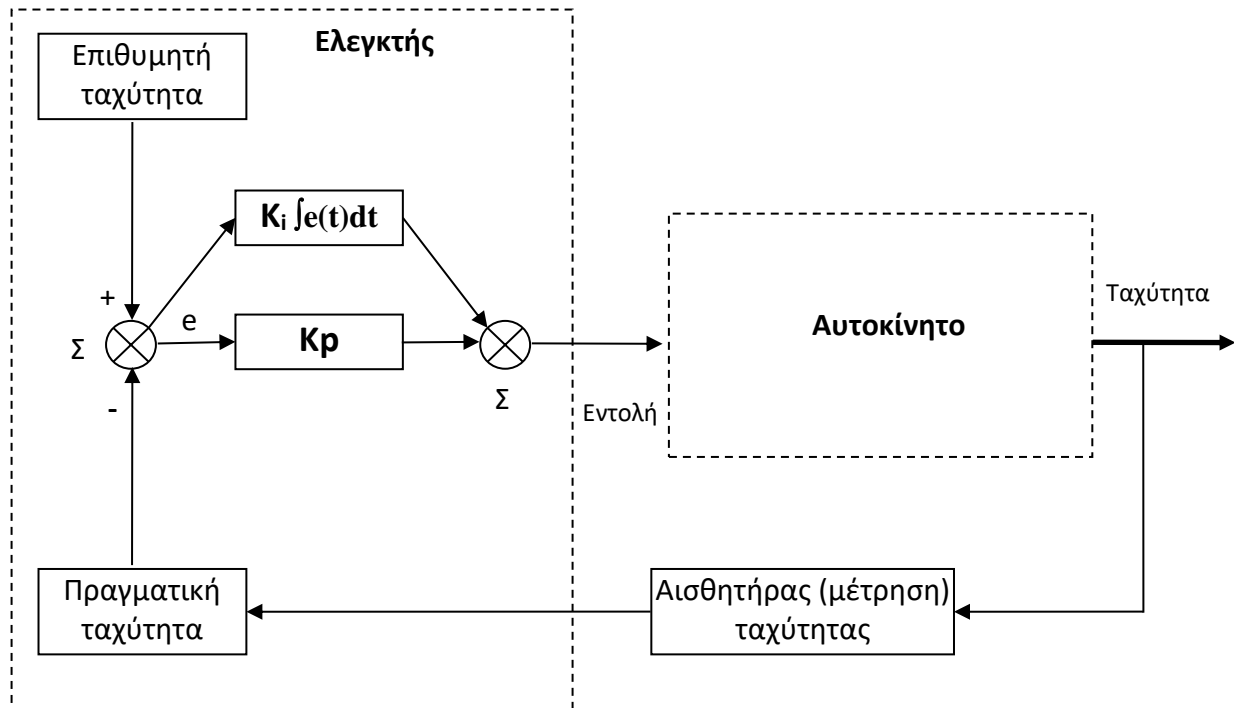 Ελεγκτής
Επιθυμητή
ταχύτητα
Kᵢ ∫e(t)dt
+
Σ
e
Kp
Σ
-
Εντολή
Αυτοκίνητο
Ταχύτητα
Πραγματική
ταχύτητα
Αισθητήρας (μέτρηση)
ταχύτητας